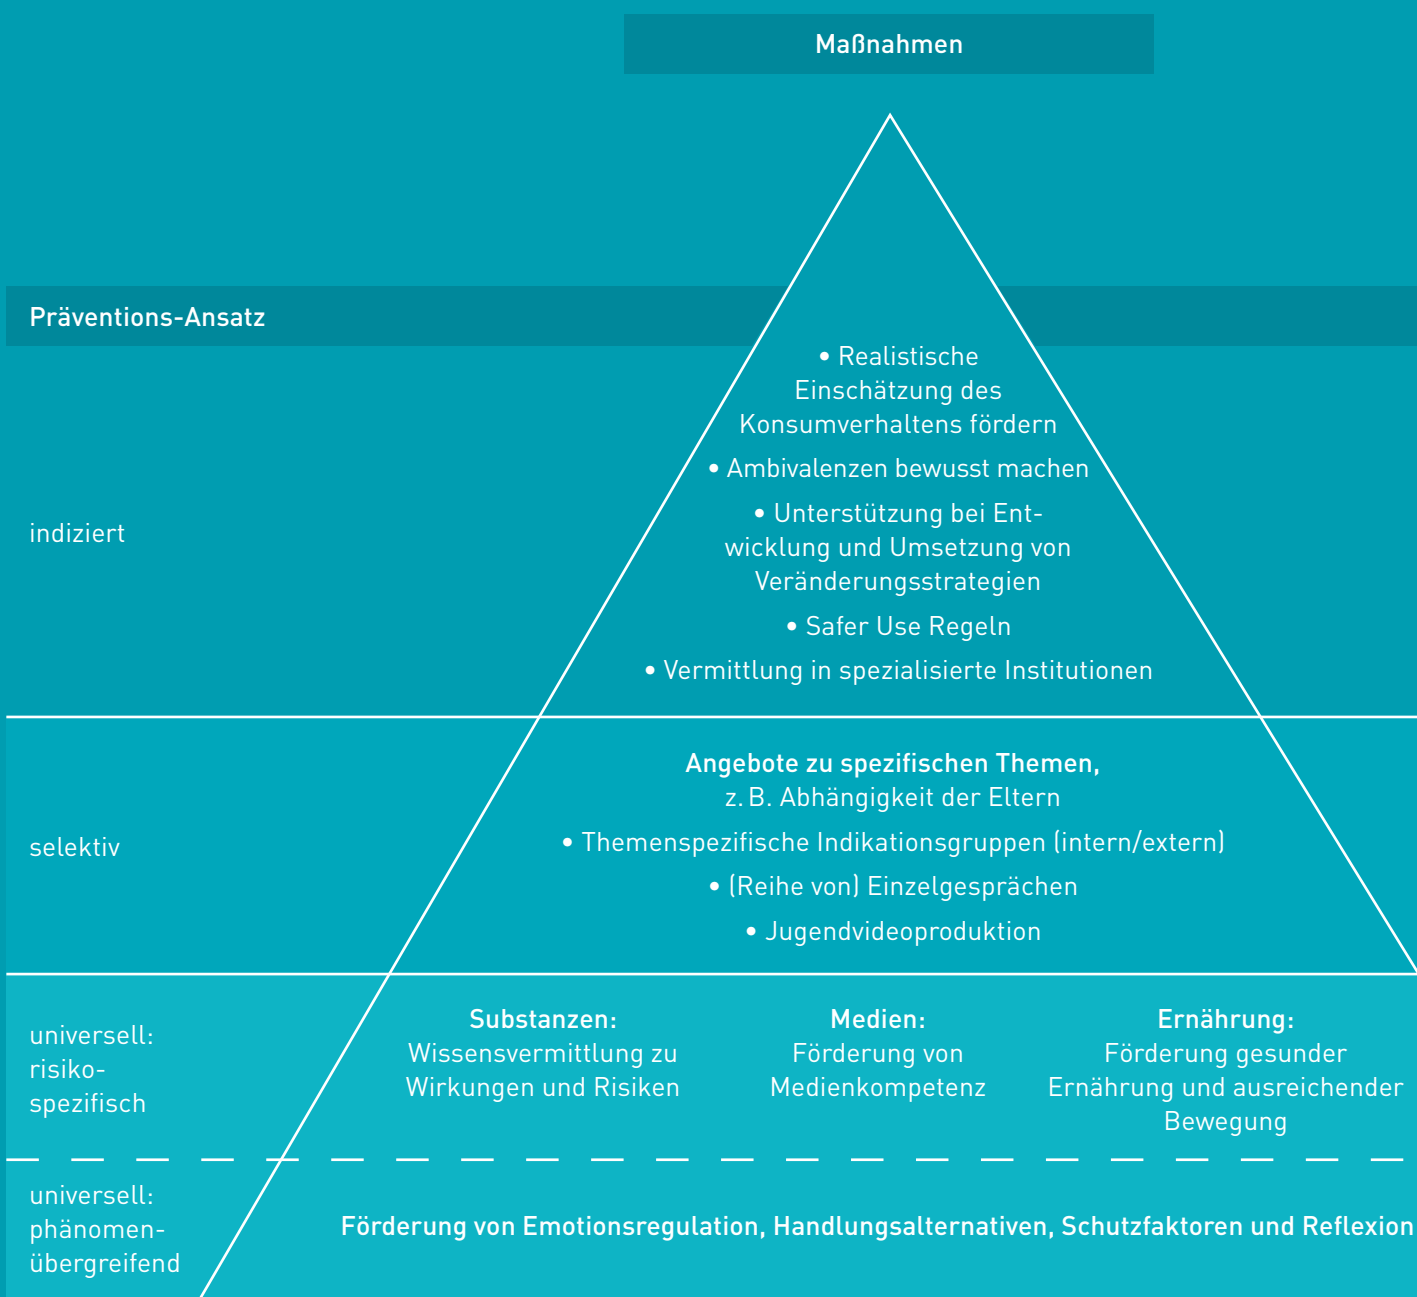 Maßnahmen
Präventions-Ansatz
indiziert
• Realistische
Einschätzung des
Konsumverhaltens fördern
• Ambivalenzen bewusst machen
• Unterstützung bei Ent-
wicklung und Umsetzung von
Veränderungsstrategien
• Safer Use Regeln
• Vermittlung in spezialisierte Institutionen
selektiv
Angebote zu spezifischen Themen,
z. B. Abhängigkeit der Eltern
• Themenspezifische Indikationsgruppen (intern/extern)
• (Reihe von) Einzelgesprächen
• Jugendvideoproduktion
universell:
risiko-
spezifisch
Substanzen:
Wissensvermittlung zu
Wirkungen und Risiken
Medien:
Förderung von
Medienkompetenz
Ernährung:
Förderung gesunder
Ernährung und ausreichender
Bewegung
universell:
phänomen-
übergreifend
Förderung von Emotionsregulation, Handlungsalternativen, Schutzfaktoren und Reflexion